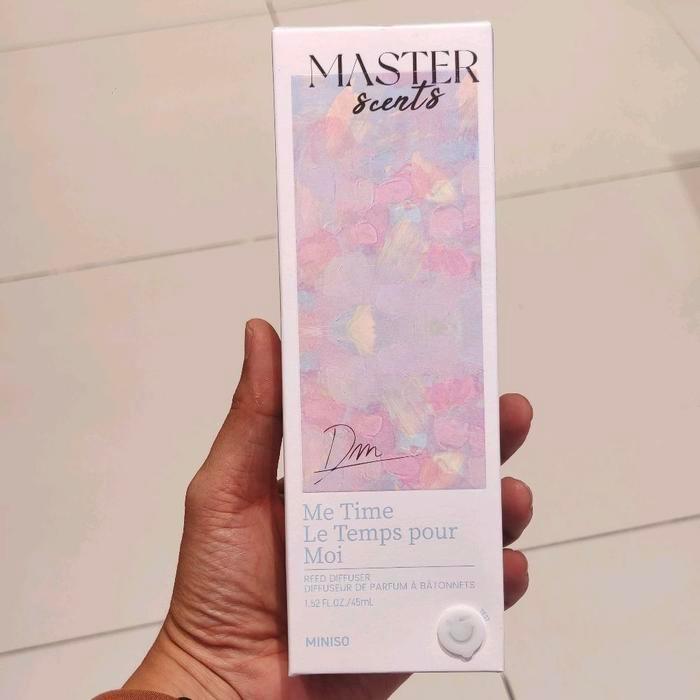 MASTER
scents
Dm
Me Time
Le Temps pour
Moi
REED DIFFUSER
DIFFUSEUR DE PARFUM À BÂTONNETS
1.52 FL.OZ./45mL
MINISO